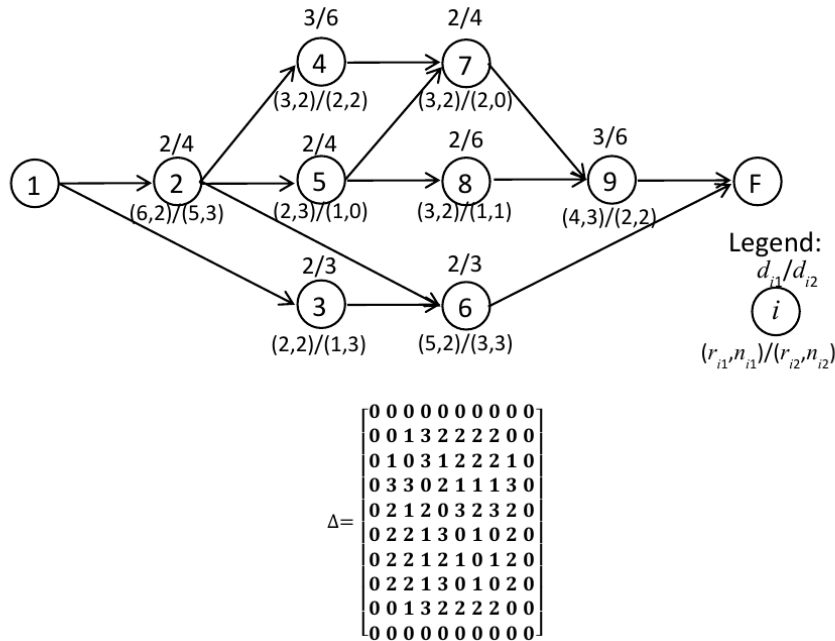 3/6 2/4
4 7
(3,2)/(2,2) (3,2)/(2,0)
2/4 2/4 2/6 3/6
1 2 5 8 9 F
(6,2)/(5,3) (2,3)/(1,0) (3,2)/(1,1) (4,3)/(2,2)
2/3 2/3
3 6
(2,2)/(1,3) (5,2)/(3,3)
Legend:
d_{i1}/d_{i2}
i
(r_{i1},n_{i1})/(r_{i2},n_{i2})
0 0 0 0 0 0 0 0 0 0
0 0 1 3 2 2 2 2 0 0
0 1 0 3 1 2 2 2 1 0
0 3 3 0 2 1 1 1 3 0
Δ= 0 2 1 2 0 3 2 3 2 0
0 2 2 1 3 0 1 0 2 0
0 2 2 1 2 1 0 1 2 0
0 2 2 1 3 0 1 0 2 0
0 0 1 3 2 2 2 2 0 0
0 0 0 0 0 0 0 0 0 0